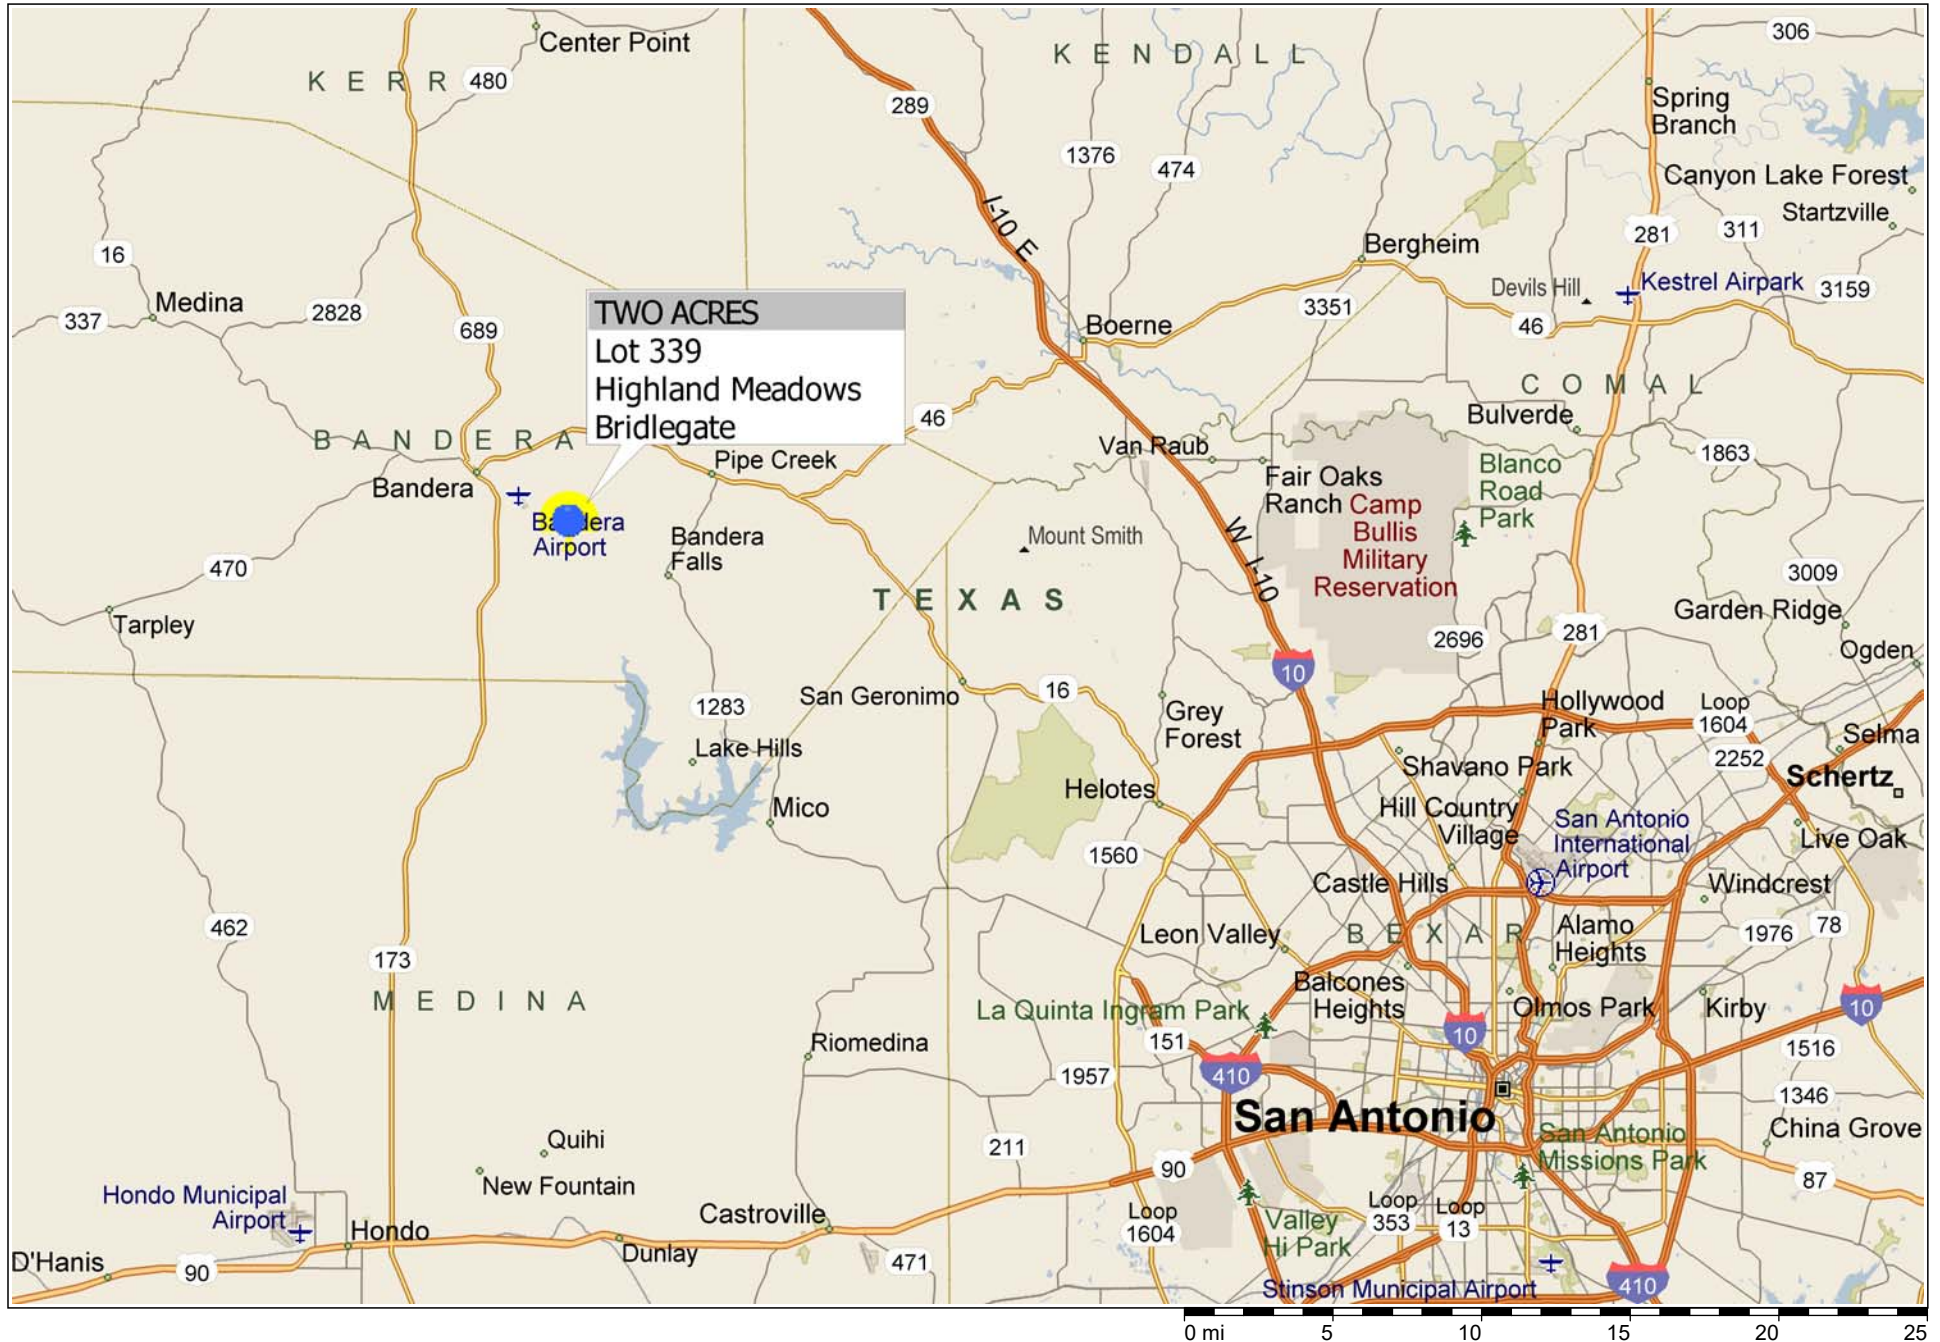 Center Point
KERR
480
KENDALL
306
289
Spring
Branch
1376
474
Canyon Lake Forest
Startzville
I-10 E
281
311
16
Bergheim
Devils Hill
Kestrel Airpark
3159
Medina
337
2828
689
3351
46
TWO ACRES
Lot 339
Highland Meadows
Bridlegate
Boerne
COMAL
Bulverde
46
BANDERA
Van Raub
1863
Pipe Creek
Bandera
Fair Oaks
Ranch
Blanco
Road
Park
Camp
Bullis
Military
Reservation
Bandera
Airport
Bandera
Falls
Mount Smith
W I-10
470
3009
TEXAS
Garden Ridge
Tarpley
2696
281
Ogden
10
San Geronimo
16
1283
Grey
Forest
Hollywood
Park
Loop
1604
Selma
2252
Lake Hills
Shavano Park
Schertz
Helotes
Mico
Hill Country
Village
San Antonio
International
Airport
Live Oak
1560
Castle Hills
Windcrest
462
Leon Valley
BEXAR
Alamo
Heights
1976
78
173
Balcones
Heights
MEDINA
La Quinta Ingram Park
Olmos Park
Kirby
10
10
Riomedina
151
1516
1957
410
1346
San Antonio
China Grove
Quihi
211
San Antonio
Missions Park
New Fountain
90
87
Hondo Municipal
Airport
Castroville
Loop
1604
Loop
353
Loop
13
Hondo
Valley
Hi Park
D'Hanis
90
Dunlay
471
Stinson Municipal Airport
410
0 mi
5
10
15
20
25